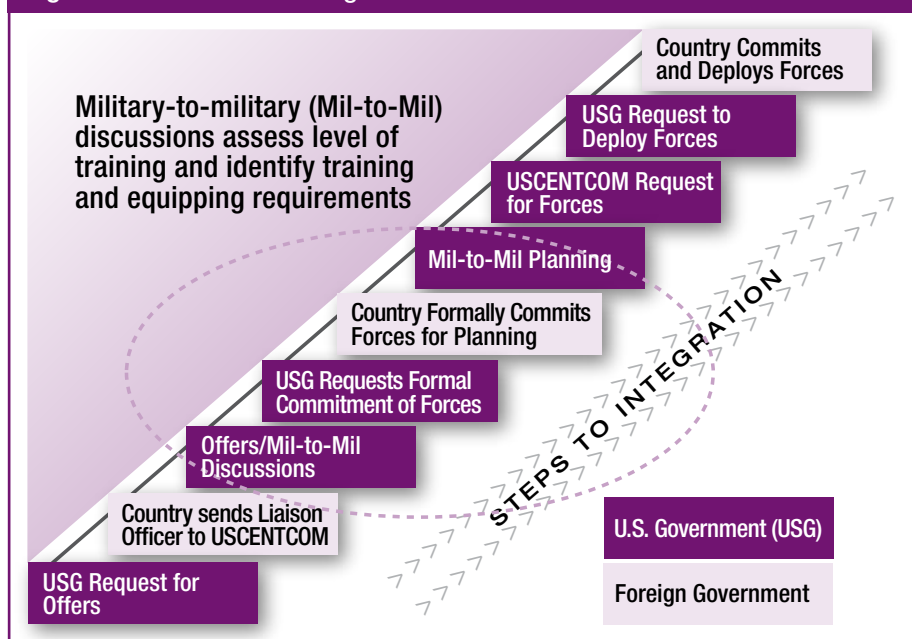 Military-to-military (Mil-to-Mil)
discussions assess level of
training and identify training
and equipping requirements
Country Commits
and Deploys Forces
USG Request to
Deploy Forces
USCENTCOM Request
for Forces
Mil-to-Mil Planning
Country Formally Commits
Forces for Planning
USG Requests Formal
Commitment of Forces
Offers/Mil-to-Mil
Discussions
Country sends Liaison
Officer to USCENTCOM
USG Request for
Offers
STEPS TO INTEGRATION
U.S. Government (USG)
Foreign Government